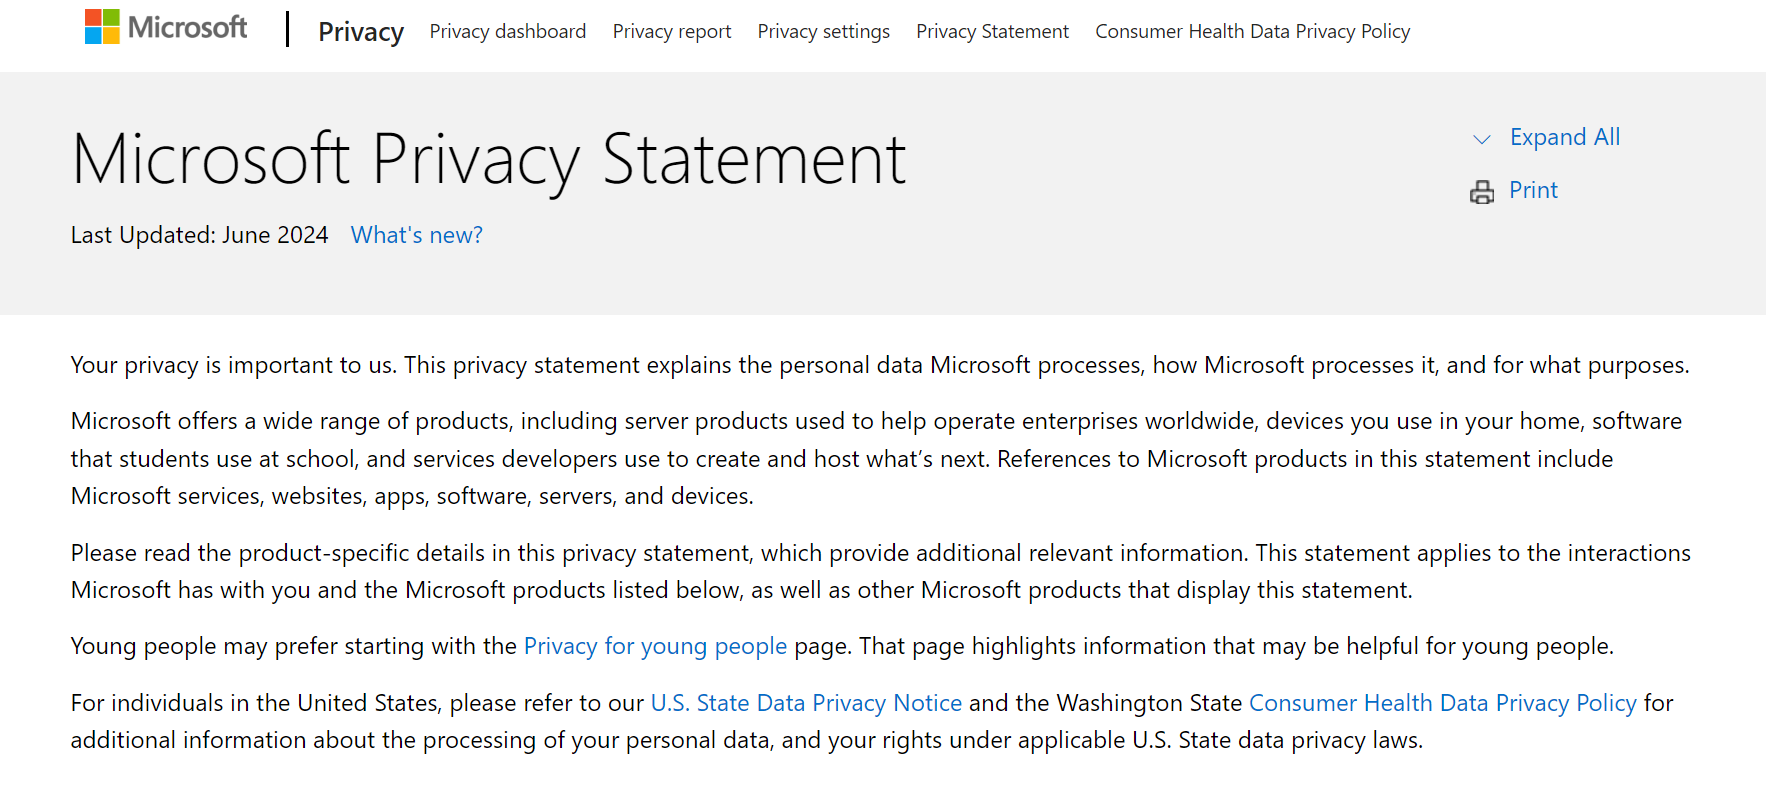 Microsoft | Privacy Privacy dashboard Privacy report Privacy settings Privacy Statement Consumer Health Data Privacy Policy
Microsoft Privacy Statement
Expand All
Print
Last Updated: June 2024 What's new?
Your privacy is important to us. This privacy statement explains the personal data Microsoft processes, how Microsoft processes it, and for what purposes.
Microsoft offers a wide range of products, including server products used to help operate enterprises worldwide, devices you use in your home, software
that students use at school, and services developers use to create and host what’s next. References to Microsoft products in this statement include
Microsoft services, websites, apps, software, servers, and devices.
Please read the product-specific details in this privacy statement, which provide additional relevant information. This statement applies to the interactions
Microsoft has with you and the Microsoft products listed below, as well as other Microsoft products that display this statement.
Young people may prefer starting with the Privacy for young people page. That page highlights information that may be helpful for young people.
For individuals in the United States, please refer to our U.S. State Data Privacy Notice and the Washington State Consumer Health Data Privacy Policy for
additional information about the processing of your personal data, and your rights under applicable U.S. State data privacy laws.